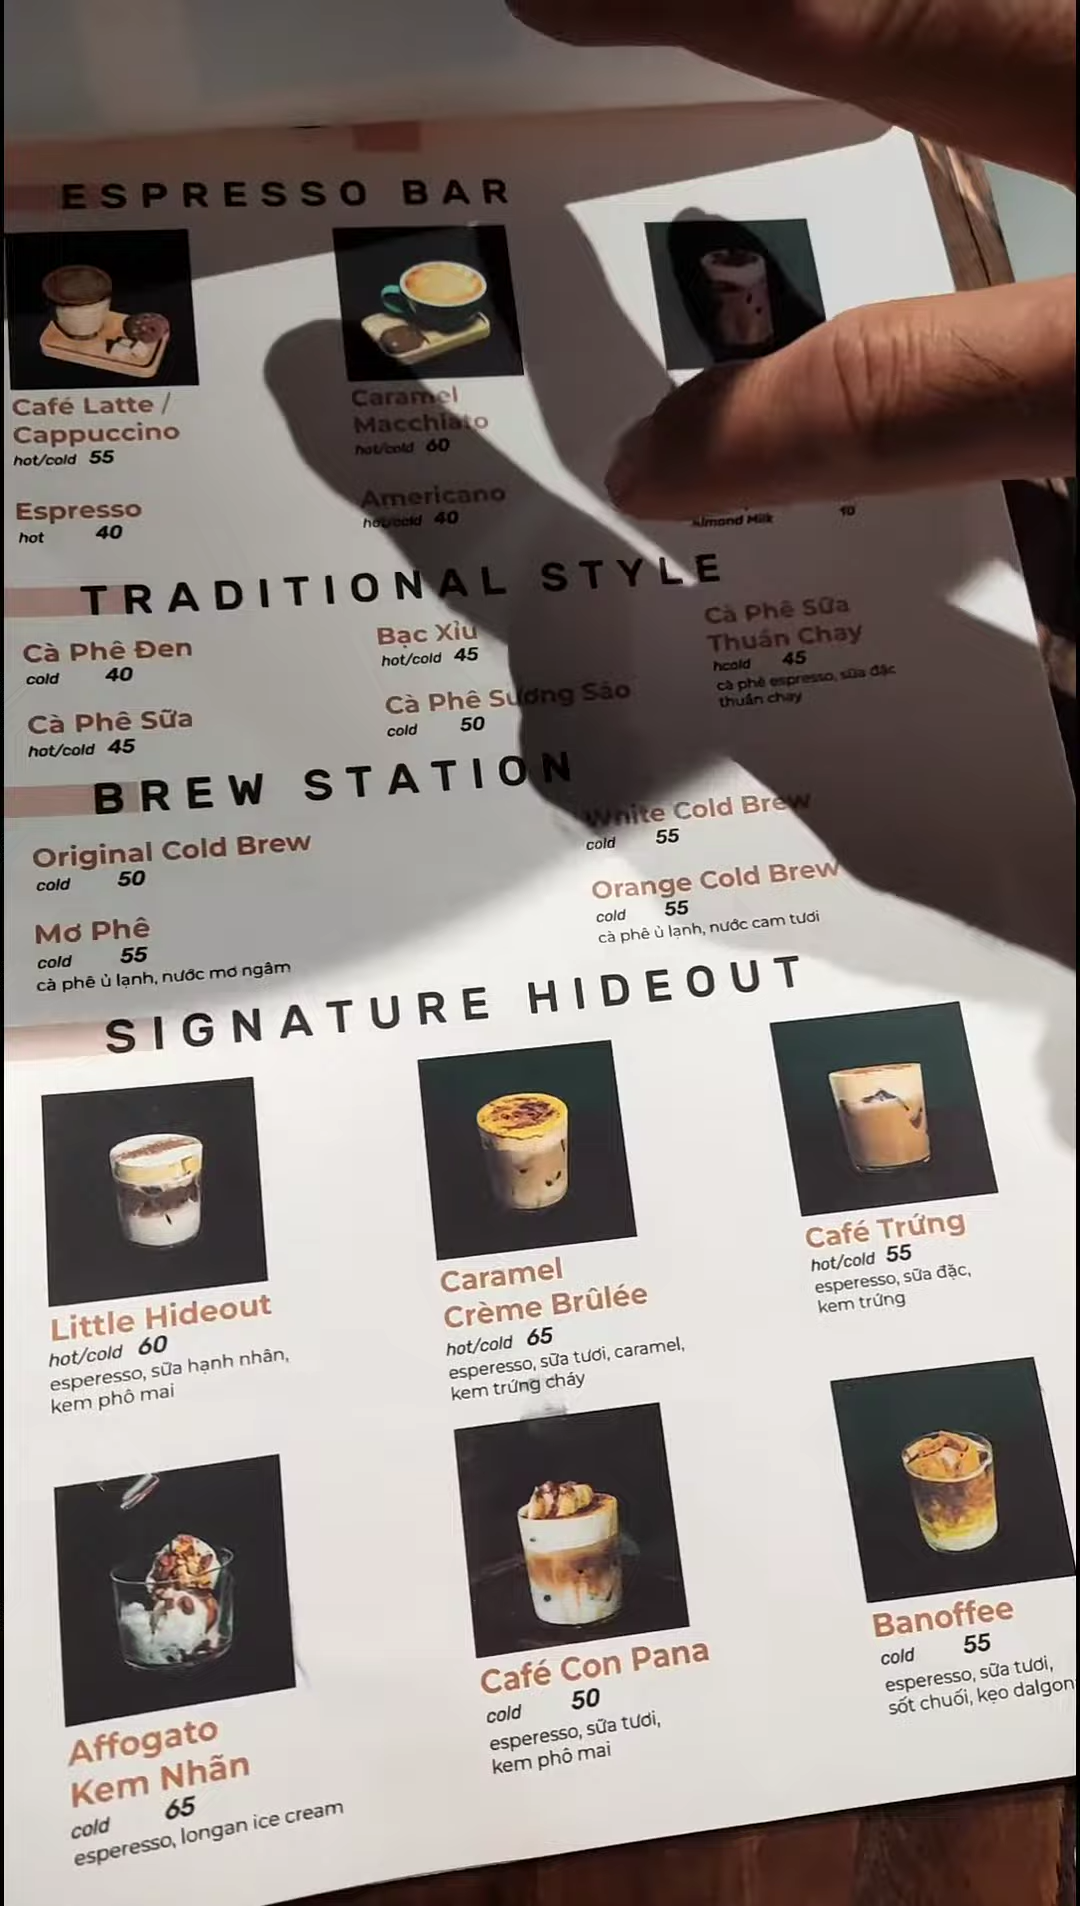 ESPRESSO BAR
Café Latte /
Cappuccino
hot/cold 55
Caramel
Macchiato
hot/cold 60
Espresso
hot 40
Americano
hot/cold 40
Almond Milk 10
TRADITIONAL STYLE
Cà Phê Đen
cold 40
Bạc Xỉu
hot/cold 45
Cà Phê Sữa
Thuần Chay
hcold 45
cà phê espresso, sữa đặc
thuần chay
Cà Phê Sữa
hot/cold 45
Cà Phê Sương Sáo
cold 50
BREW STATION
Original Cold Brew
cold 50
White Cold Brew
cold 55
Mơ Phê
cold 55
cà phê ủ lạnh, nước mơ ngâm
Orange Cold Brew
cold 55
cà phê ủ lạnh, nước cam tươi
SIGNATURE HIDEOUT
Little Hideout
hot/cold 60
esperesso, sữa hạnh nhân,
kem phô mai
Caramel
Crème Brûlée
hot/cold 65
esperesso, sữa tươi, caramel,
kem trứng cháy
Café Trứng
hot/cold 55
esperesso, sữa đặc,
kem trứng
Affogato
Kem Nhãn
cold 65
esperesso, longan ice cream
Café Con Pana
cold 50
esperesso, sữa tươi,
kem phô mai
Banoffee
cold 55
esperesso, sữa tươi,
sốt chuối, kẹo dalgon